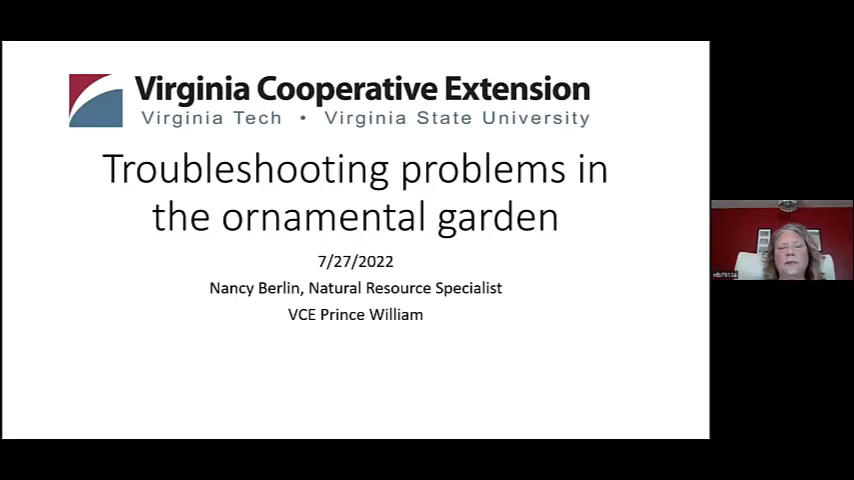 Virginia Cooperative Extension
Virginia Tech • Virginia State University
Troubleshooting problems in
the ornamental garden
7/27/2022
Nancy Berlin, Natural Resource Specialist
VCE Prince William